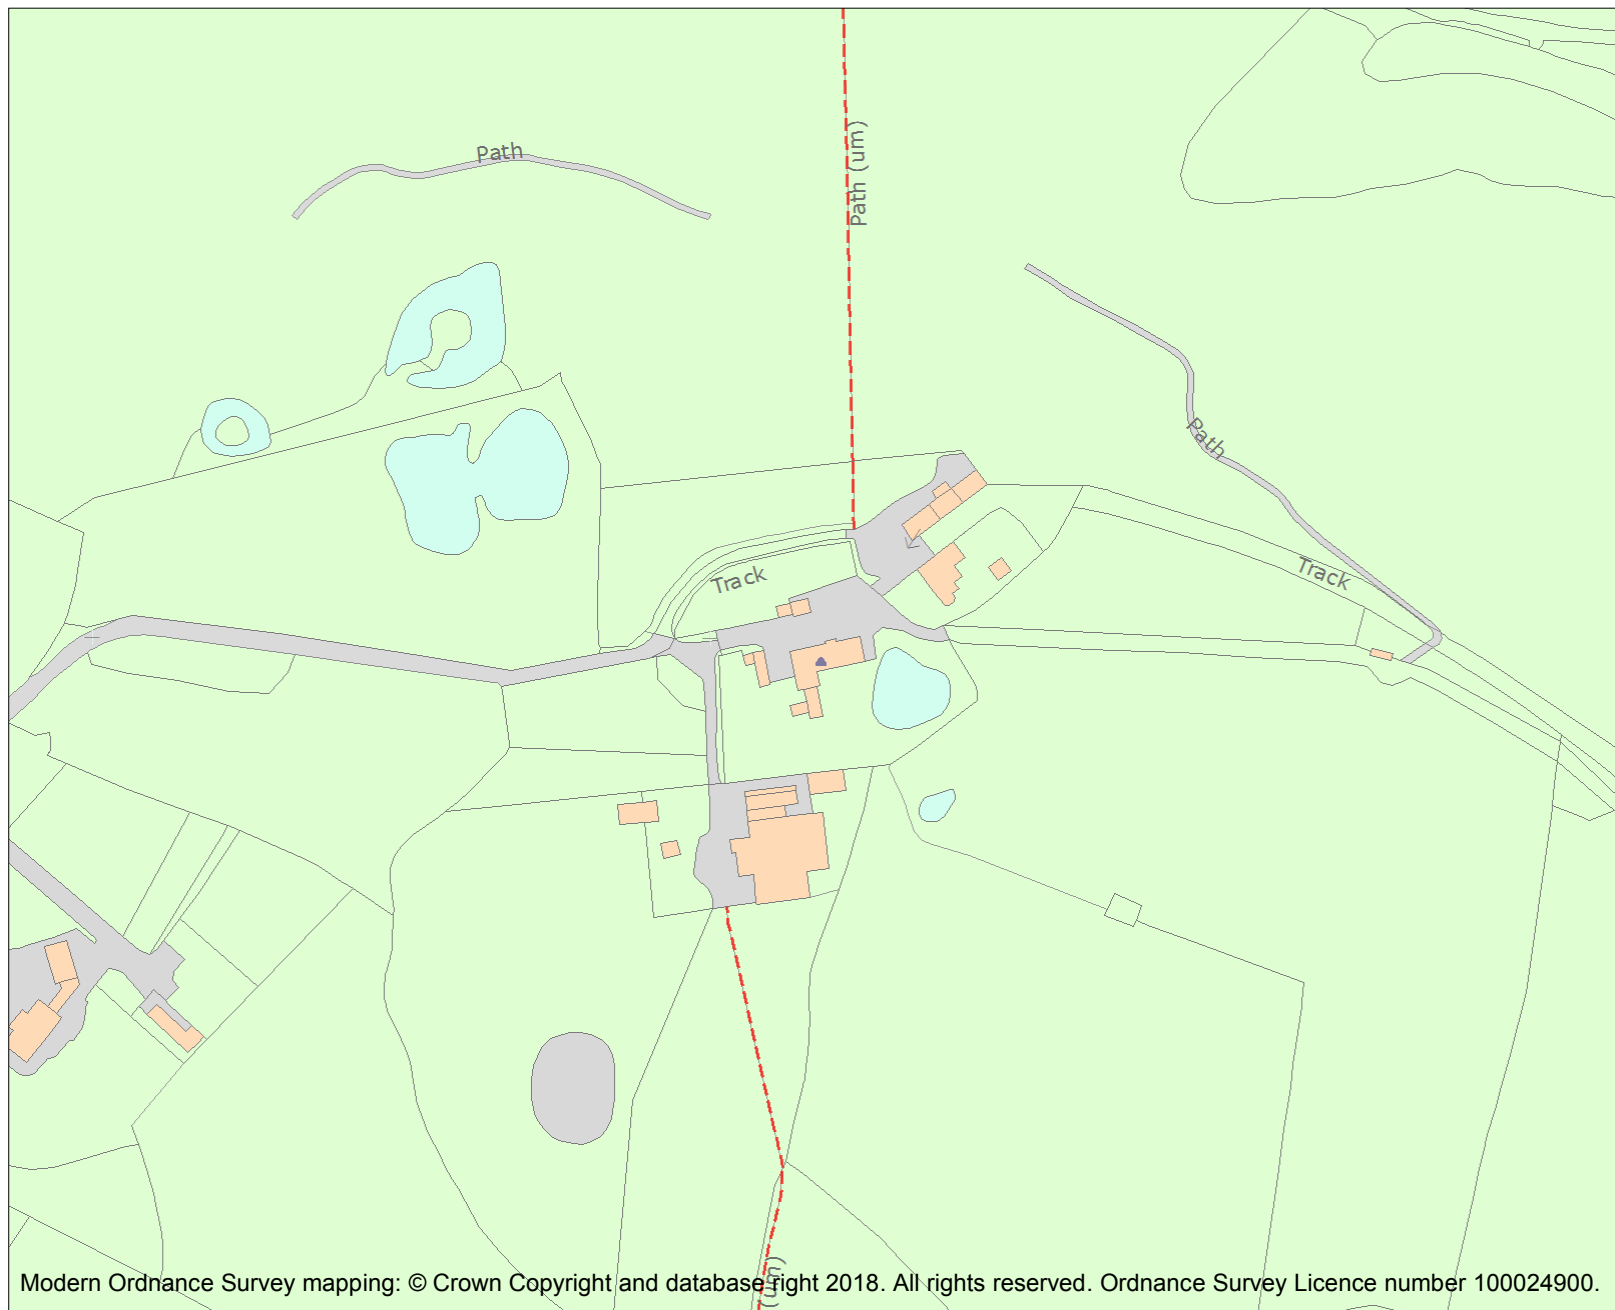 Path (um)
Path
Path
Track
Track
(um)
Modern Ordnance Survey mapping: © Crown Copyright and database right 2018. All rights reserved. Ordnance Survey Licence number 100024900.